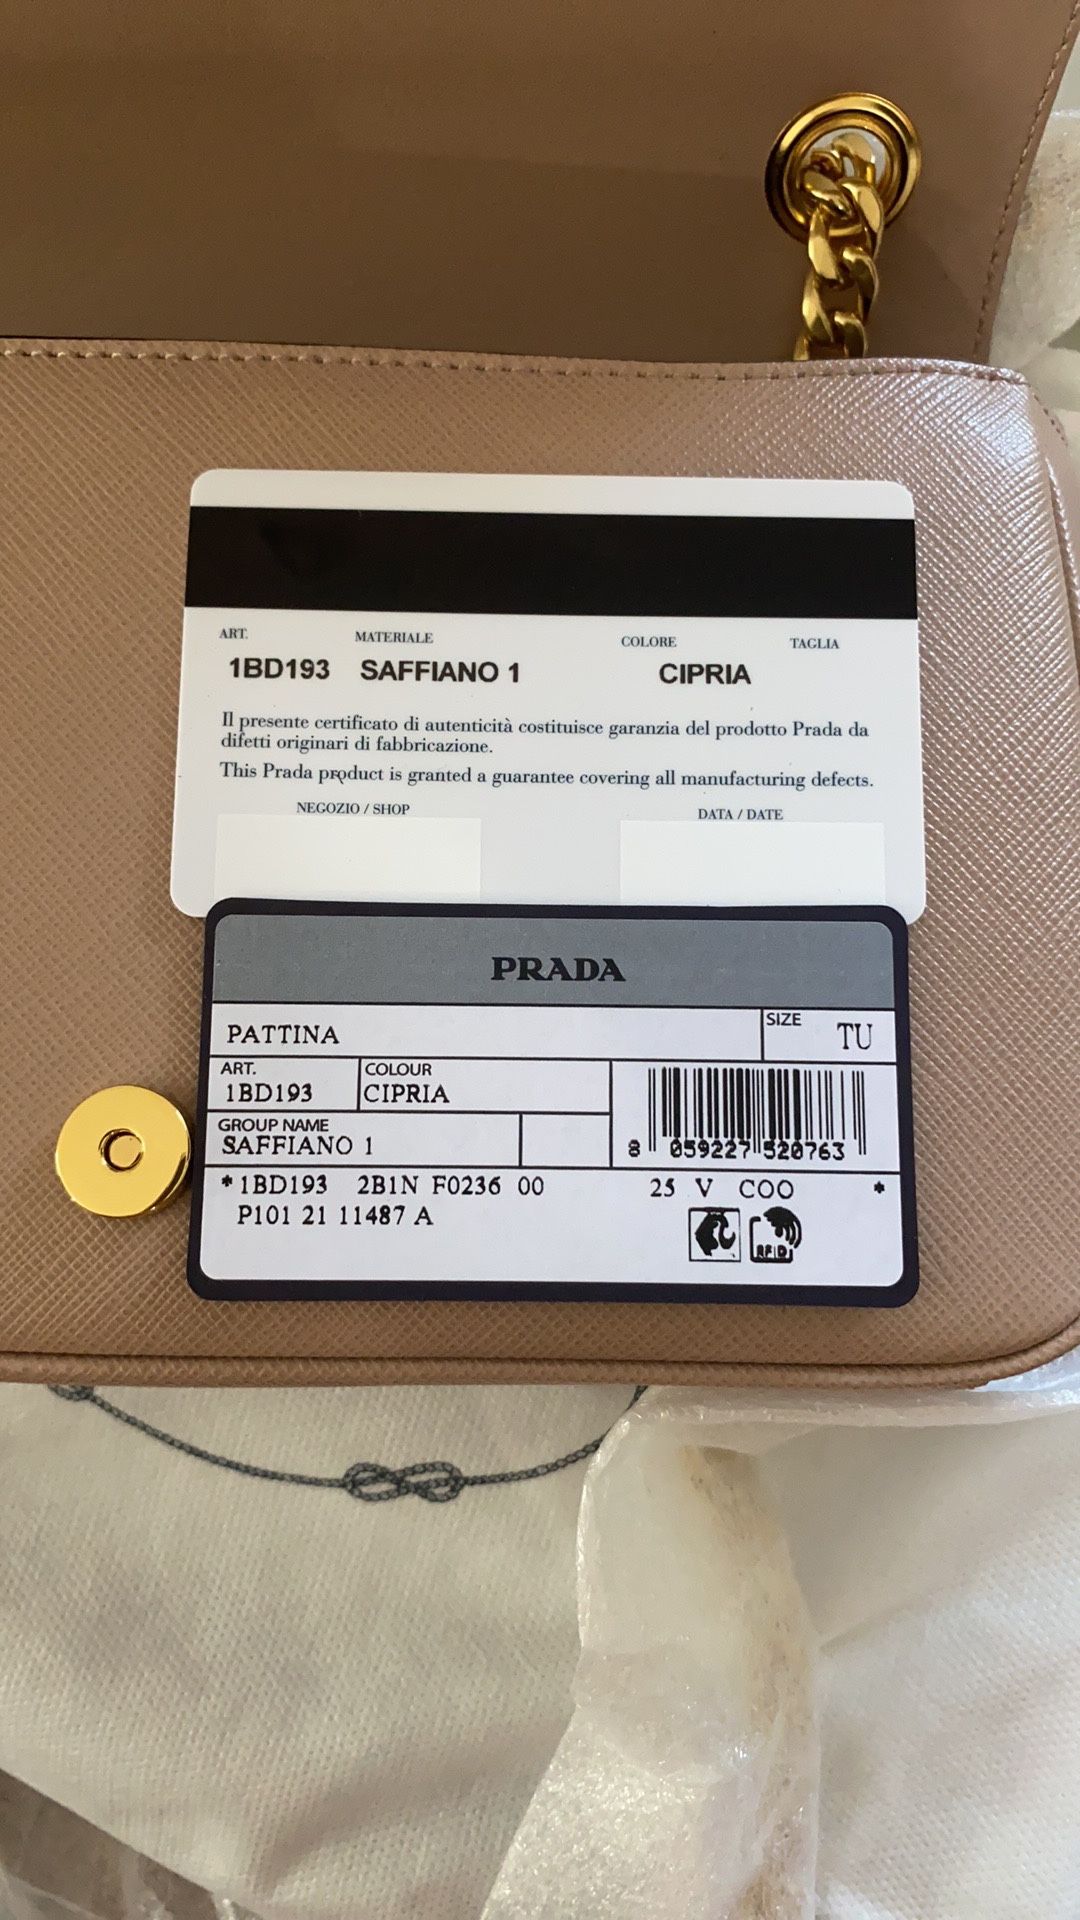 ART. MATERIALE COLORE TAGLIA
1BD193 SAFFIANO 1 CIPRIA
Il presente certificato di autenticità costituisce garanzia del prodotto Prada da
difetti originari di fabbricazione.
This Prada product is granted a guarantee covering all manufacturing defects.
NEGOZIO / SHOP DATA / DATE
PRADA
PATTINA SIZE TU
ART. COLOUR
1BD193 CIPRIA
GROUP NAME
SAFFIANO 1
8 059227 520763
*1BD193 2B1N F0236 00 25 V COO *
P101 21 11487 A
RFID